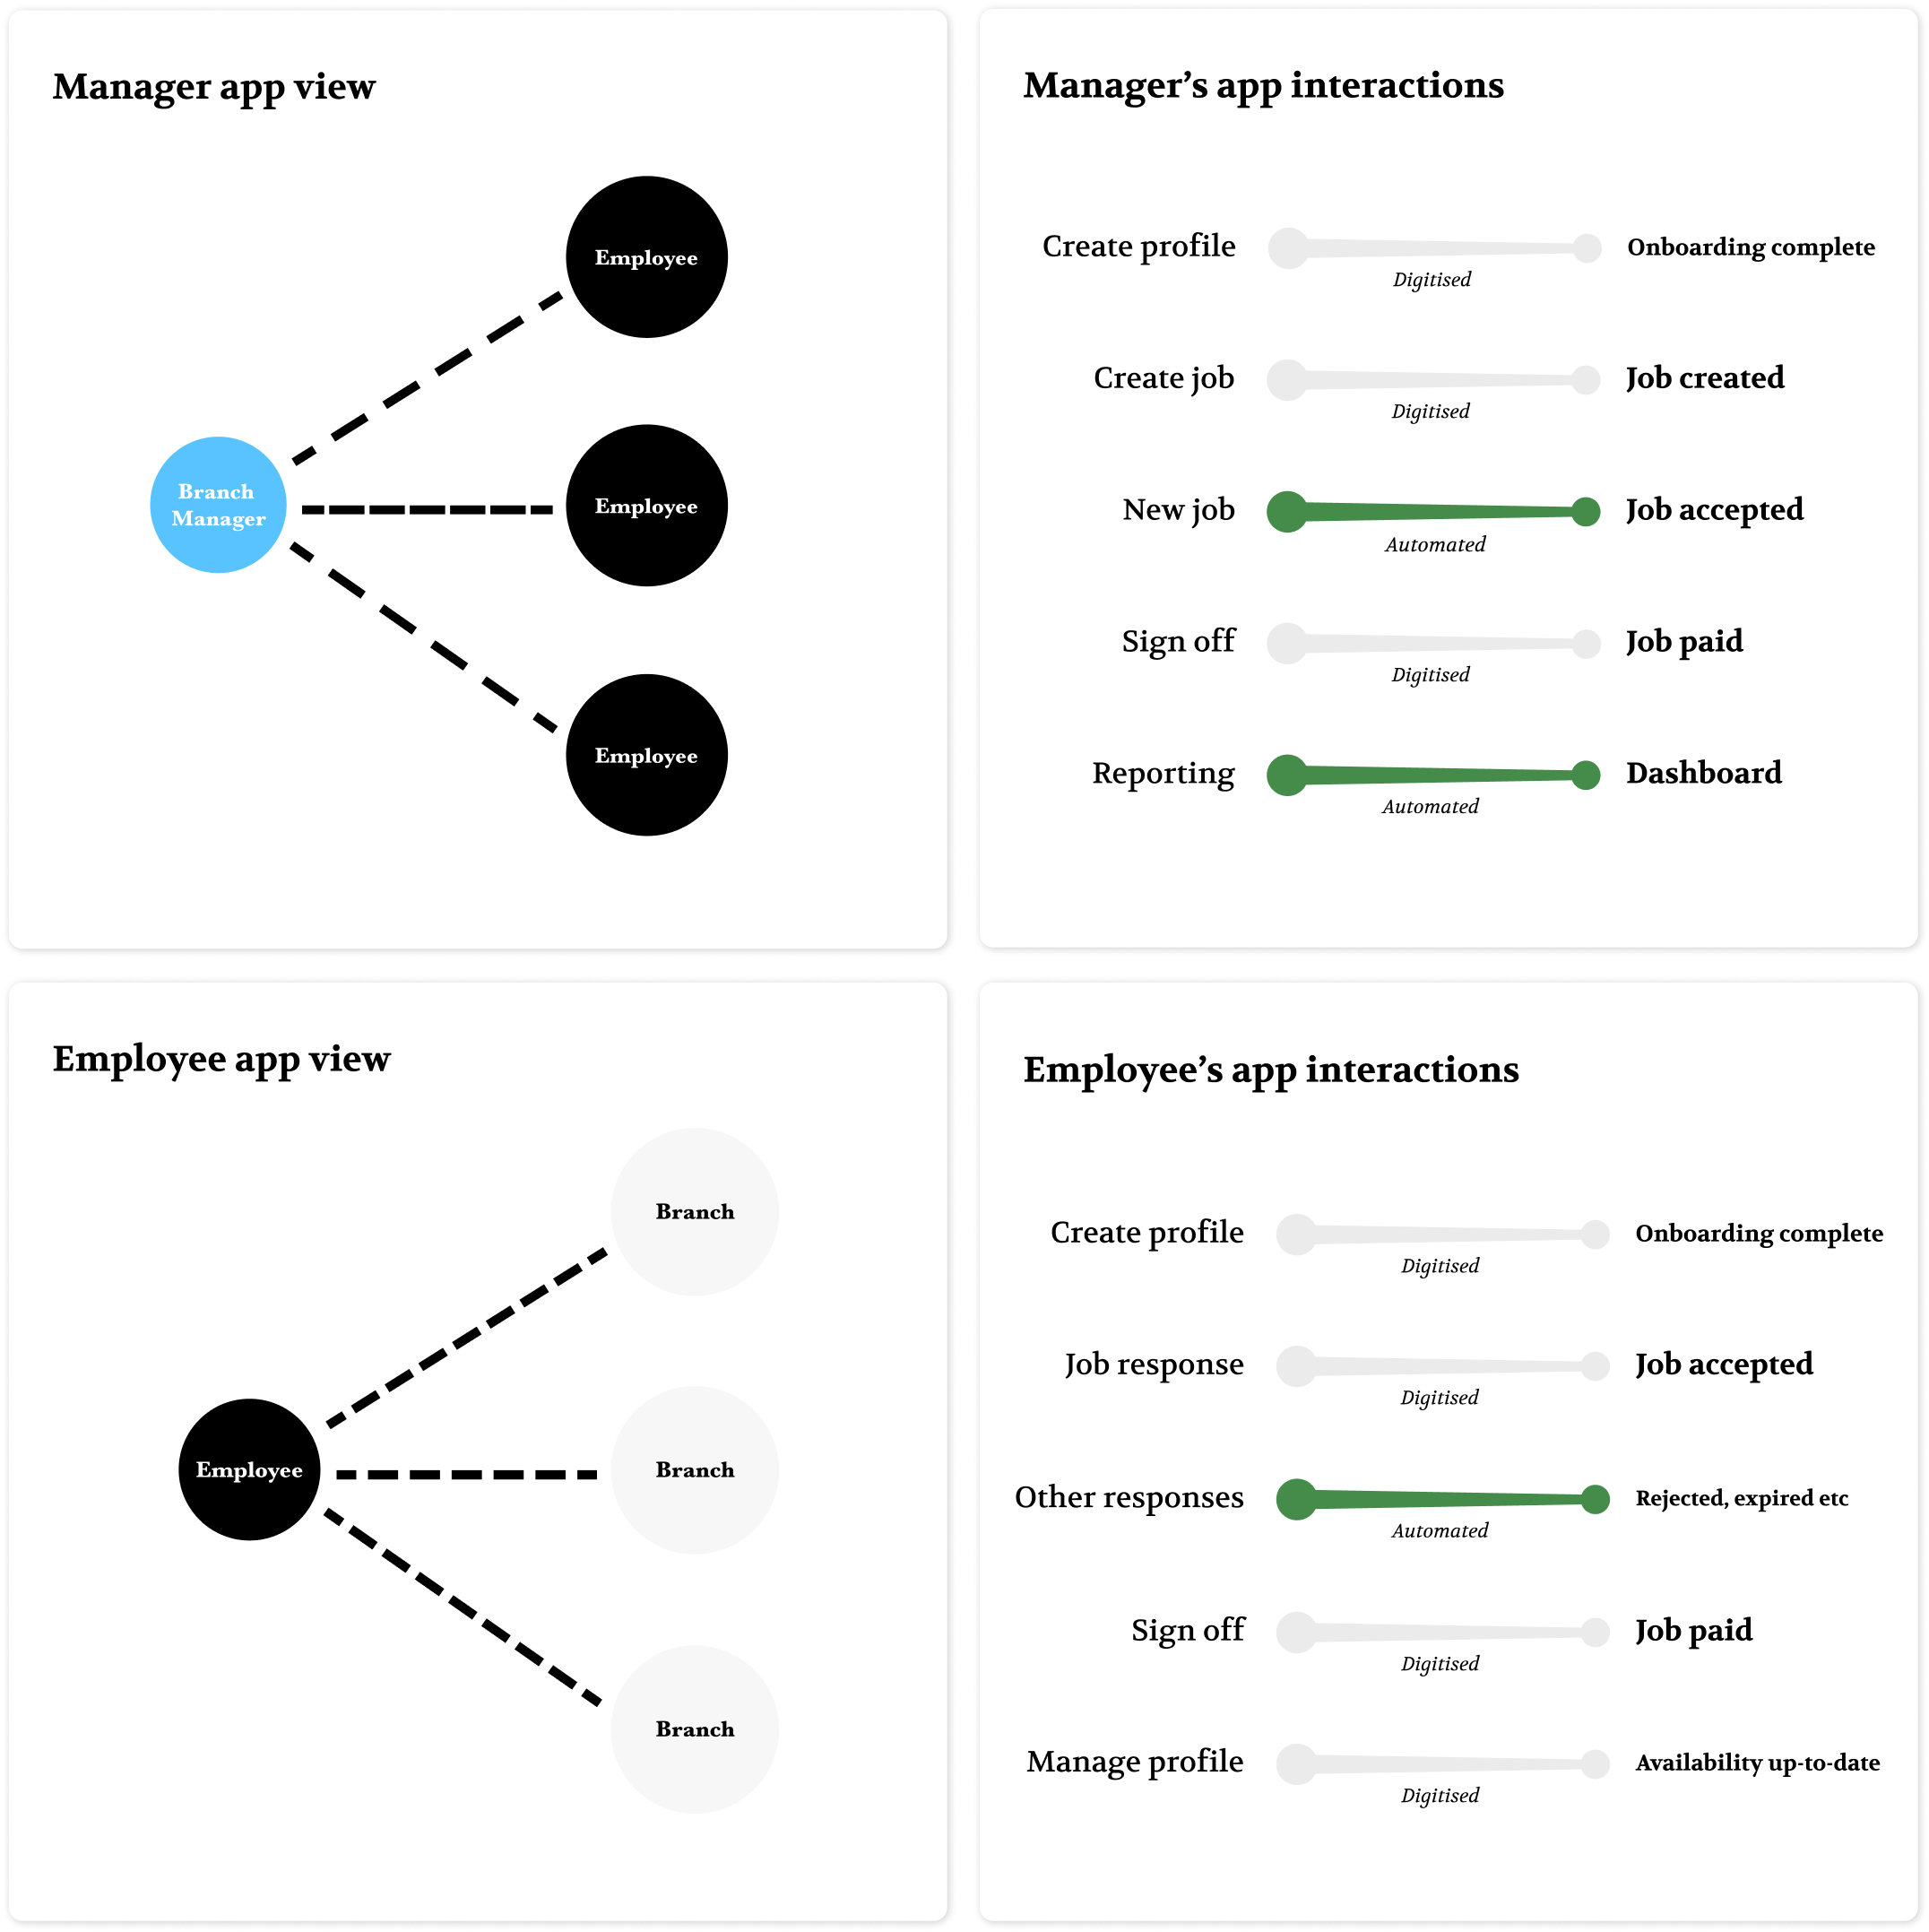 Manager app view
Employee
Branch
Manager
Employee
Employee
Manager’s app interactions
Create profile
Onboarding complete
Digitised
Create job
Job created
Digitised
New job
Job accepted
Automated
Sign off
Job paid
Digitised
Reporting
Dashboard
Automated
Employee app view
Branch
Employee
Branch
Branch
Employee’s app interactions
Create profile
Onboarding complete
Digitised
Job response
Job accepted
Digitised
Other responses
Rejected, expired etc
Automated
Sign off
Job paid
Digitised
Manage profile
Availability up-to-date
Digitised